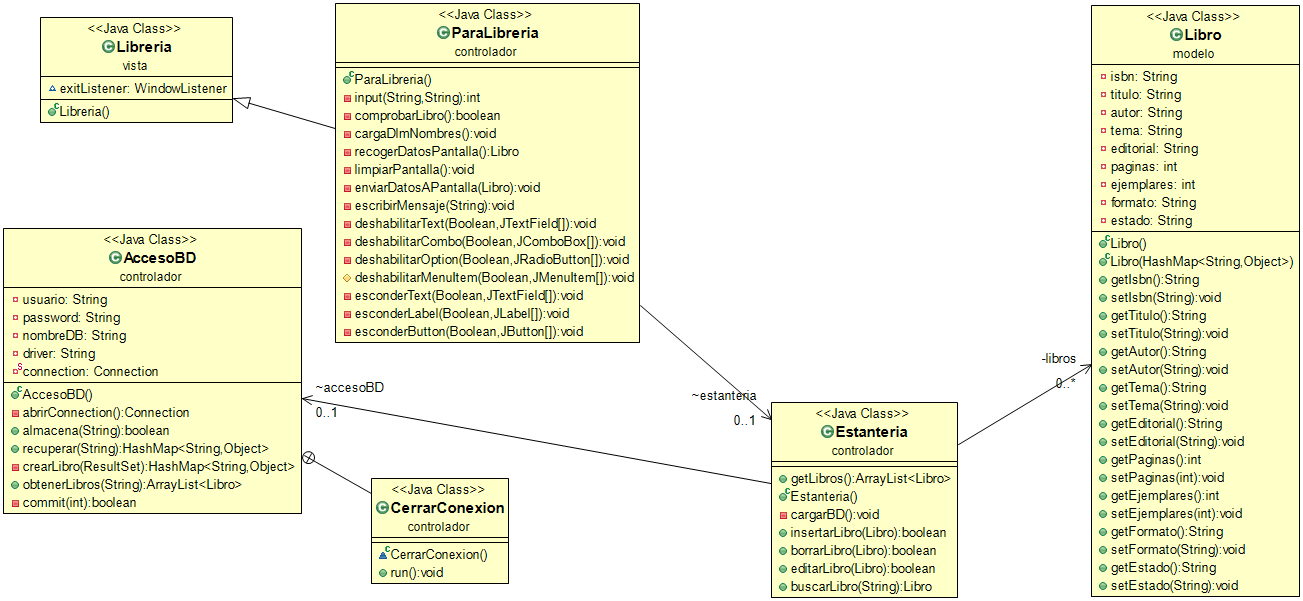 <<Java Class>>
Libreria
vista
exitListener: WindowListener
Libreria()
<<Java Class>>
ParaLibreria
controlador
ParaLibreria()
input(String,String):int
comprobarLibro():boolean
cargaDlmNombres():void
recogerDatosPantalla():Libro
limpiarPantalla():void
enviarDatosAPantalla(Libro):void
escribirMensaje(String):void
deshabilitarText(Boolean,JTextField[]):void
deshabilitarCombo(Boolean,JComboBox[]):void
deshabilitarOption(Boolean,JRadioButton[]):void
deshabilitarMenuItem(Boolean,JMenuItem[]):void
esconderText(Boolean,JTextField[]):void
esconderLabel(Boolean,JLabel[]):void
esconderButton(Boolean,JButton[]):void
<<Java Class>>
Libro
modelo
isbn: String
titulo: String
autor: String
tema: String
editorial: String
paginas: int
ejemplares: int
formato: String
estado: String
Libro()
Libro(HashMap<String,Object>)
getIsbn():String
setIsbn(String):void
getTitulo():String
setTitulo(String):void
getAutor():String
setAutor(String):void
getTema():String
setTema(String):void
getEditorial():String
setEditorial(String):void
getPaginas():int
setPaginas(int):void
getEjemplares():int
setEjemplares(int):void
getFormato():String
setFormato(String):void
getEstado():String
setEstado(String):void
<<Java Class>>
AccesoBD
controlador
usuario: String
password: String
nombreDB: String
driver: String
connection: Connection
AccesoBD()
abrirConnection():Connection
almacena(String):boolean
recuperar(String):HashMap<String,Object>
crearLibro(ResultSet):HashMap<String,Object>
obtenerLibros(String):ArrayList<Libro>
commit(int):boolean
~accesoBD
0..1
~estanteria
0..1
-libros
0..*
<<Java Class>>
CerrarConexion
controlador
CerrarConexion()
run():void
<<Java Class>>
Estanteria
controlador
getLibros():ArrayList<Libro>
Estanteria()
cargarBD():void
insertarLibro(Libro):boolean
borrarLibro(Libro):boolean
editarLibro(Libro):boolean
buscarLibro(String):Libro